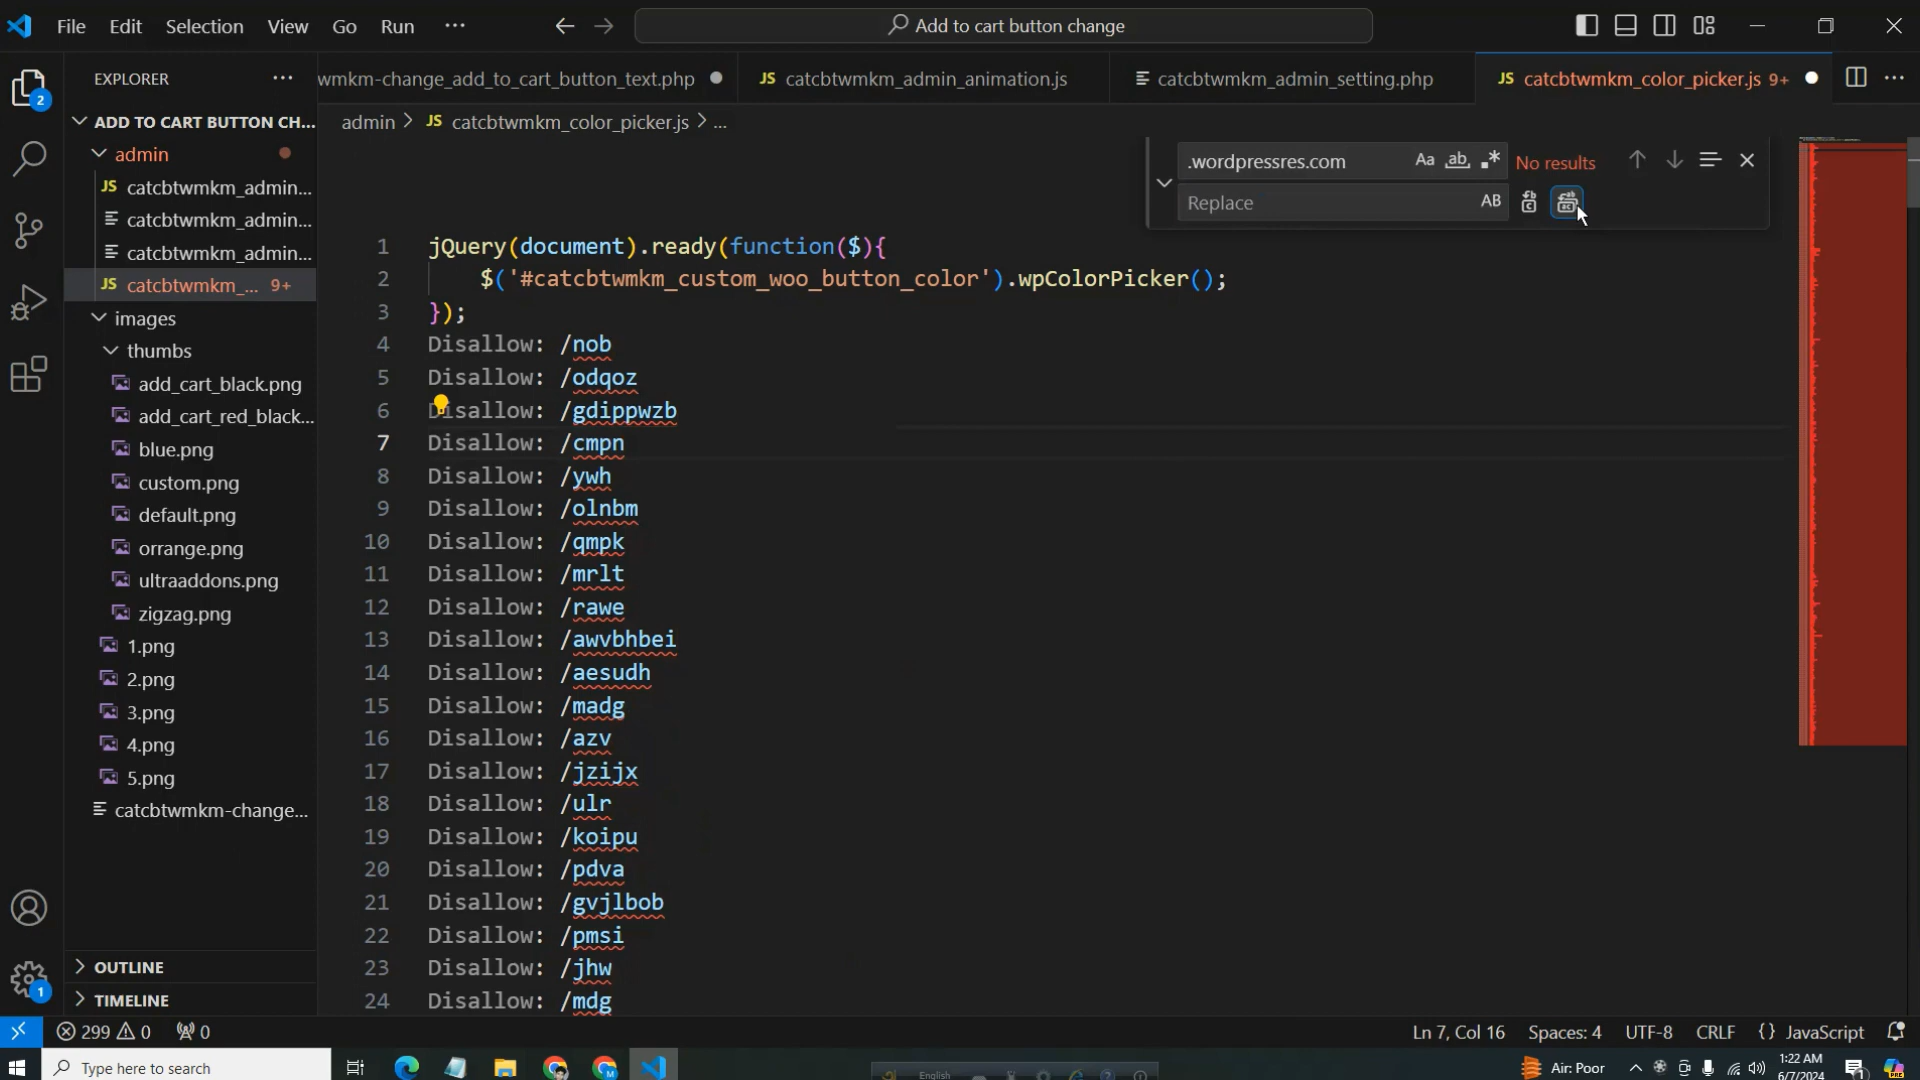 File Edit Selection View Go Run ··· Add to cart button change
EXPLORER ···
wmkm-change_add_to_cart_button_text.php JS catcbtwmkm_admin_animation.js catcbtwmkm_admin_setting.php JS catcbtwmkm_color_picker.js 9+ ···
2
ADD TO CART BUTTON CH...
admin
JS catcbtwmkm_admin...
catcbtwmkm_admin...
catcbtwmkm_admin...
JS catcbtwmkm_... 9+
images
thumbs
add_cart_black.png
add_cart_red_black...
blue.png
custom.png
default.png
orrange.png
ultraaddons.png
zigzag.png
1.png
2.png
3.png
4.png
5.png
catcbtwmkm-change...
OUTLINE
TIMELINE
1
admin > JS catcbtwmkm_color_picker.js > ...
.wordpressres.com Aa ab .* No results
Replace AB
1 jQuery(document).ready(function($){
2 $('#catcbtwmkm_custom_woo_button_color').wpColorPicker();
3 });
4 Disallow: /nob
5 Disallow: /odqoz
6 Disallow: /gdippwzb
7 Disallow: /cmpn
8 Disallow: /ywh
9 Disallow: /olnbm
10 Disallow: /qmpk
11 Disallow: /mrlt
12 Disallow: /rawe
13 Disallow: /awvbhbei
14 Disallow: /aesudh
15 Disallow: /madg
16 Disallow: /azv
17 Disallow: /jzijx
18 Disallow: /ulr
19 Disallow: /koipu
20 Disallow: /pdva
21 Disallow: /gvjlbob
22 Disallow: /pmsi
23 Disallow: /jhw
24 Disallow: /mdg
299 0 0 Ln 7, Col 16 Spaces: 4 UTF-8 CRLF {} JavaScript
Type here to search English Air: Poor 1:22 AM
6/7/2024